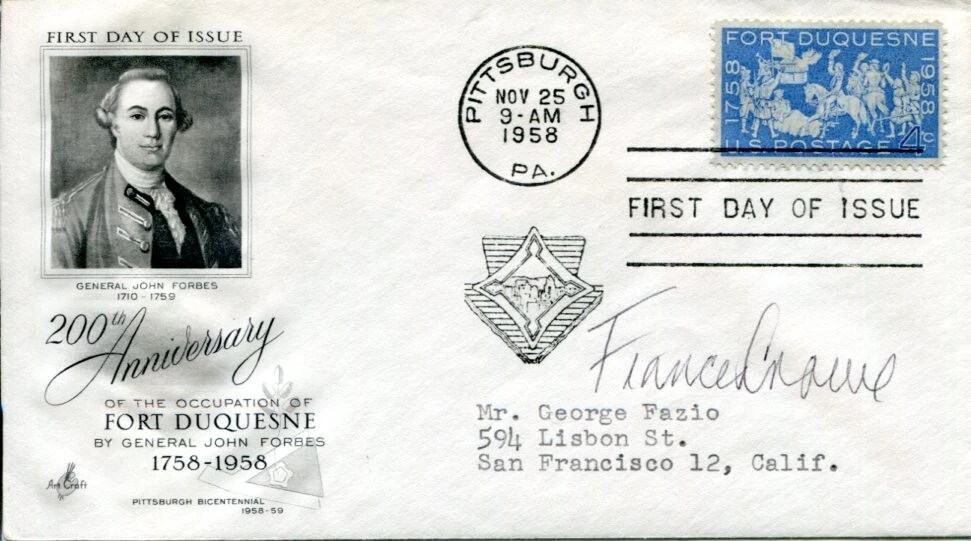 FIRST DAY OF ISSUE
GENERAL JOHN FORBES
1710 - 1759
200th Anniversary
OF THE OCCUPATION OF
FORT DUQUESNE
BY GENERAL JOHN FORBES
1758-1958
Art Craft
PITTSBURGH BICENTENNIAL
1958-59
PITTSBURGH
NOV 25
9-AM
1958
PA.
FORT DUQUESNE
1758
1958
U.S. POSTAGE 4c
FIRST DAY OF ISSUE
Mr. George Fazio
594 Lisbon St.
San Francisco 12, Calif.